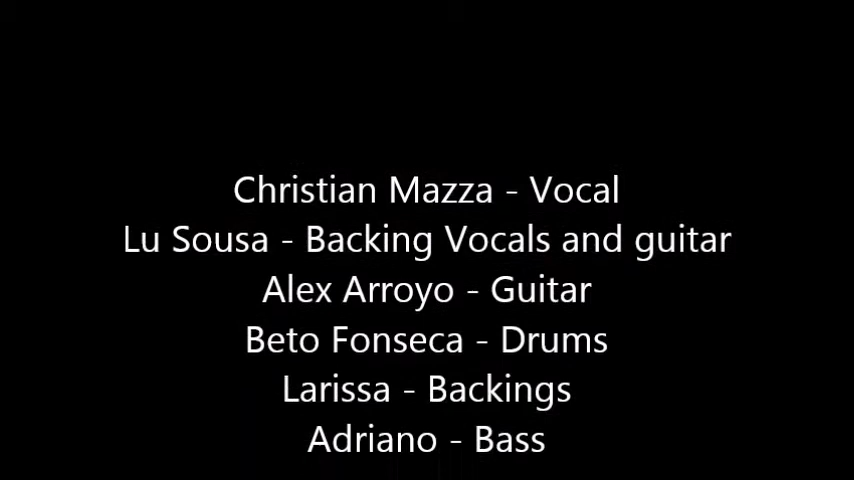 Christian Mazza - Vocal
Lu Sousa - Backing Vocals and guitar
Alex Arroyo - Guitar
Beto Fonseca - Drums
Larissa - Backings
Adriano - Bass